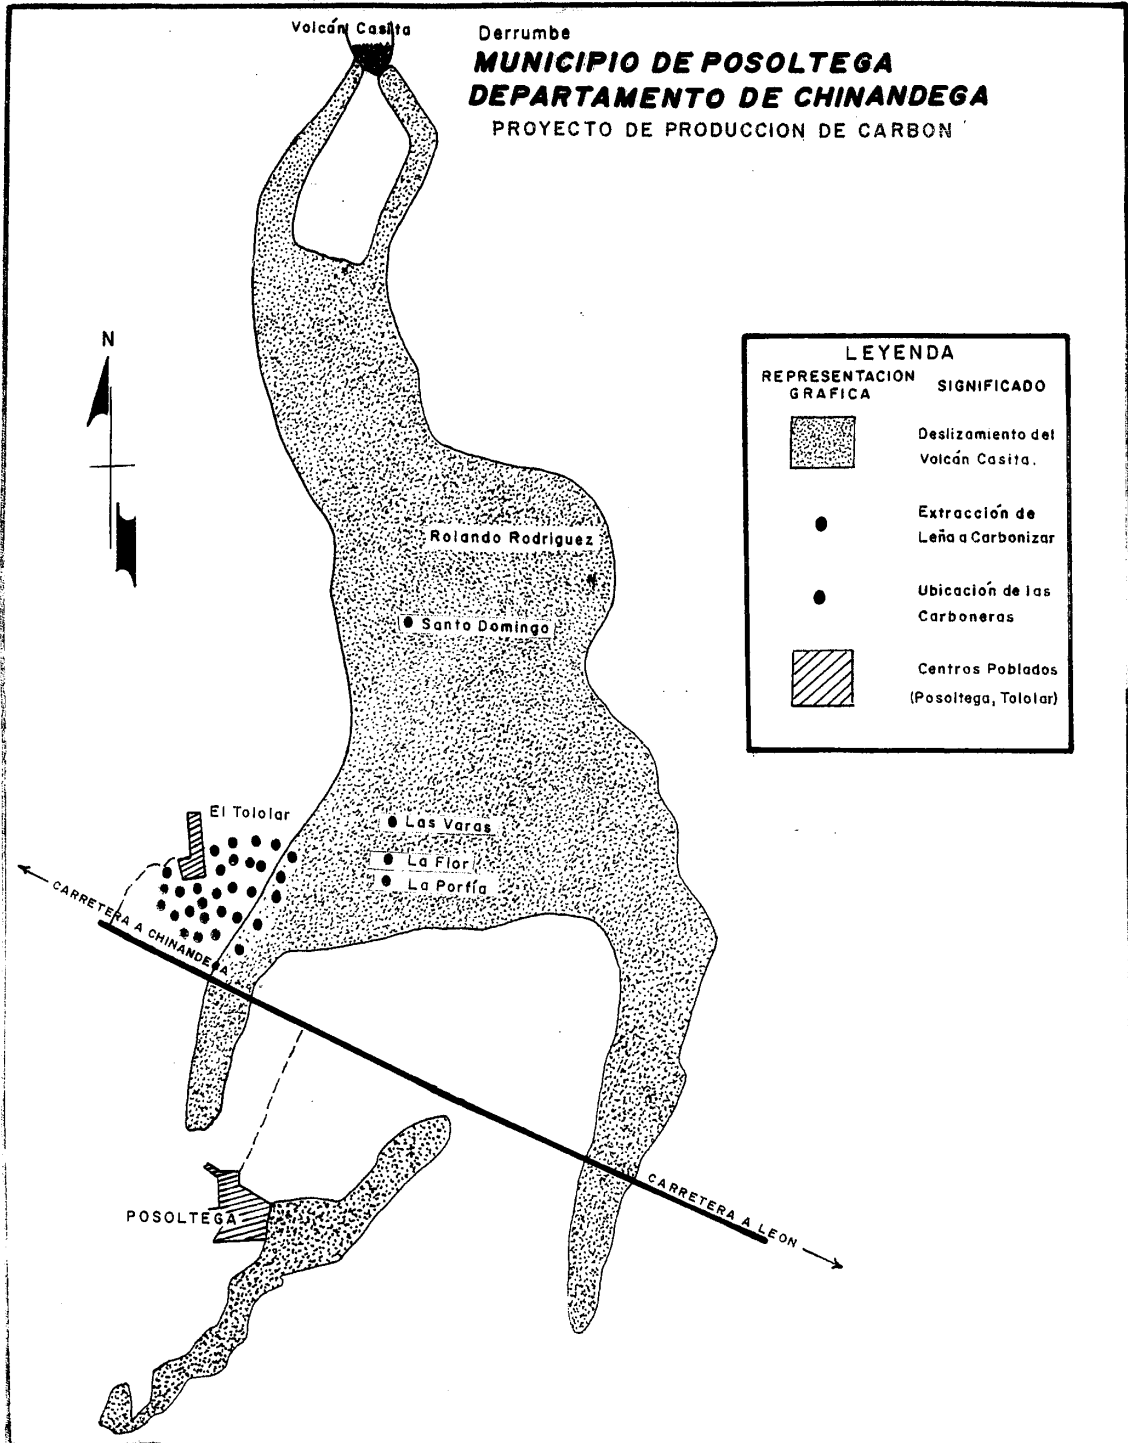 Volcán Casita
Derrumbe
MUNICIPIO DE POSOLTEGA
DEPARTAMENTO DE CHINANDEGA
PROYECTO DE PRODUCCION DE CARBON
N
LEYENDA
REPRESENTACION GRAFICA
SIGNIFICADO
Deslizamiento del
Volcán Casita.
Extracción de
Leña a Carbonizar
Ubicación de las
Carboneras
Centros Poblados
(Posoltega, Tololar)
Rolando Rodriguez
Santo Domingo
El Tololar
Las Varas
La Flor
La Porfía
CARRETERA A CHINANDEGA
POSOLTEGA
CARRETERA A LEON